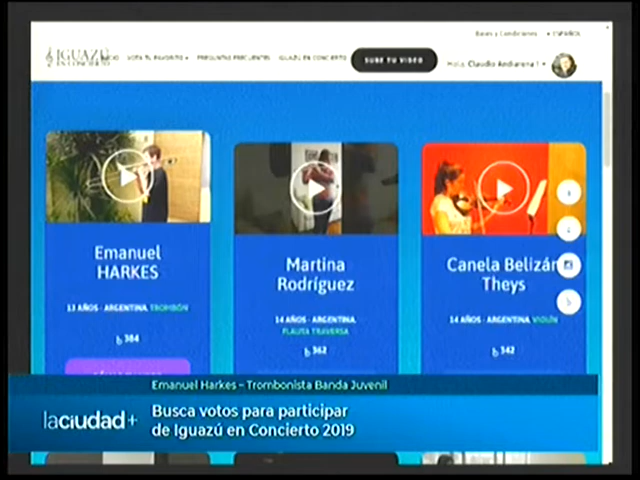 Bases y Condiciones
ESPAÑOL
IGUAZÚ
EN CONCIERTO
VOTÁ TU FAVORITO
PREGUNTAS FRECUENTES
IGUAZÚ EN CONCIERTO
SUBE TU VIDEO
Hola, Claudio Andiarena !
Emanuel
HARKES
13 AÑOS - ARGENTINA, TROMBÓN
384
Martina
Rodríguez
14 AÑOS - ARGENTINA,
FLAUTA TRAVERSA
362
Canela Belizán
Theys
14 AÑOS - ARGENTINA, VIOLÍN
342
Emanuel Harkes – Trombonista Banda Juvenil
laciudad+
Busca votos para participar
de Iguazú en Concierto 2019